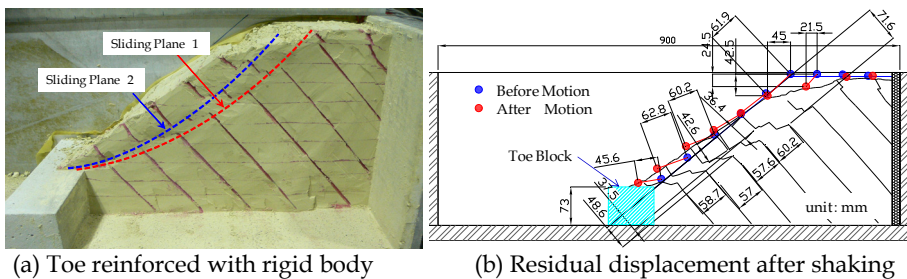 Sliding Plane 1
Sliding Plane 2
61.9
45
21.5
71.6
24.5
42.5
900
Before Motion
After Motion
60.2
62.8
36.4
42.6
Toe Block
45.6
37.5
48.6
73
58.7
57
57.6
60.2
unit: mm
(a) Toe reinforced with rigid body
(b) Residual displacement after shaking